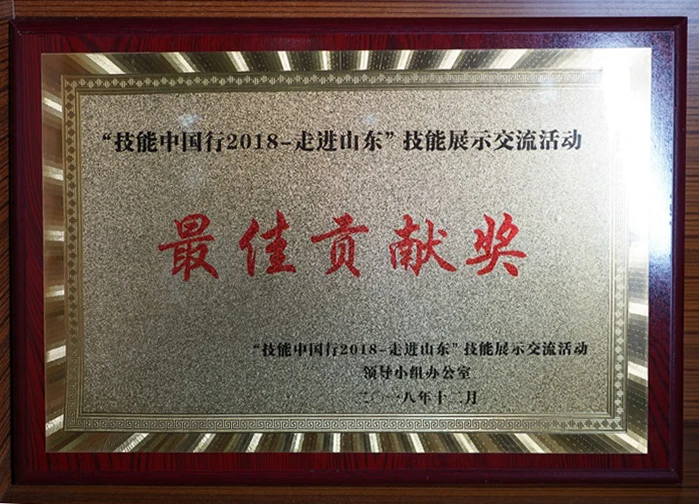 “技能中国行2018-走进山东”技能展示交流活动
最佳贡献奖
“技能中国行2018-走进山东”技能展示交流活动
领导小组办公室
二〇一八年十二月